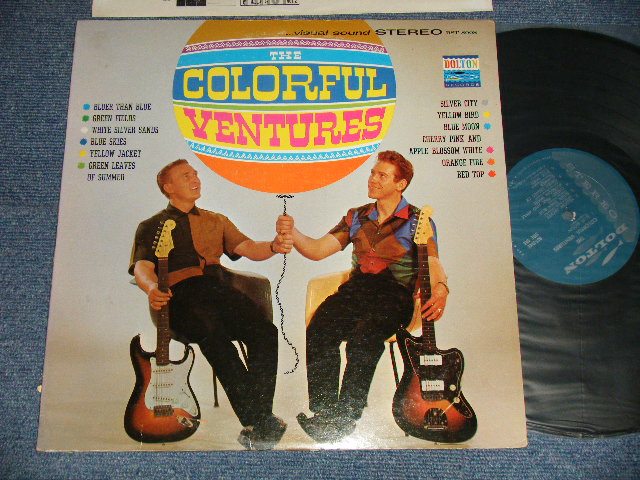 ...visual sound STEREO
THE
COLORFUL
VENTURES
DOLTON
RECORDS
BLUER THAN BLUE
GREEN FIELDS
WHITE SILVER SANDS
BLUE SKIES
YELLOW JACKET
GREEN LEAVES
OF SUMMER
SILVER CITY
YELLOW BIRD
BLUE MOON
CHERRY PINK AND
APPLE BLOSSOM WHITE
ORANGE FIRE
RED TOP
DOLTON